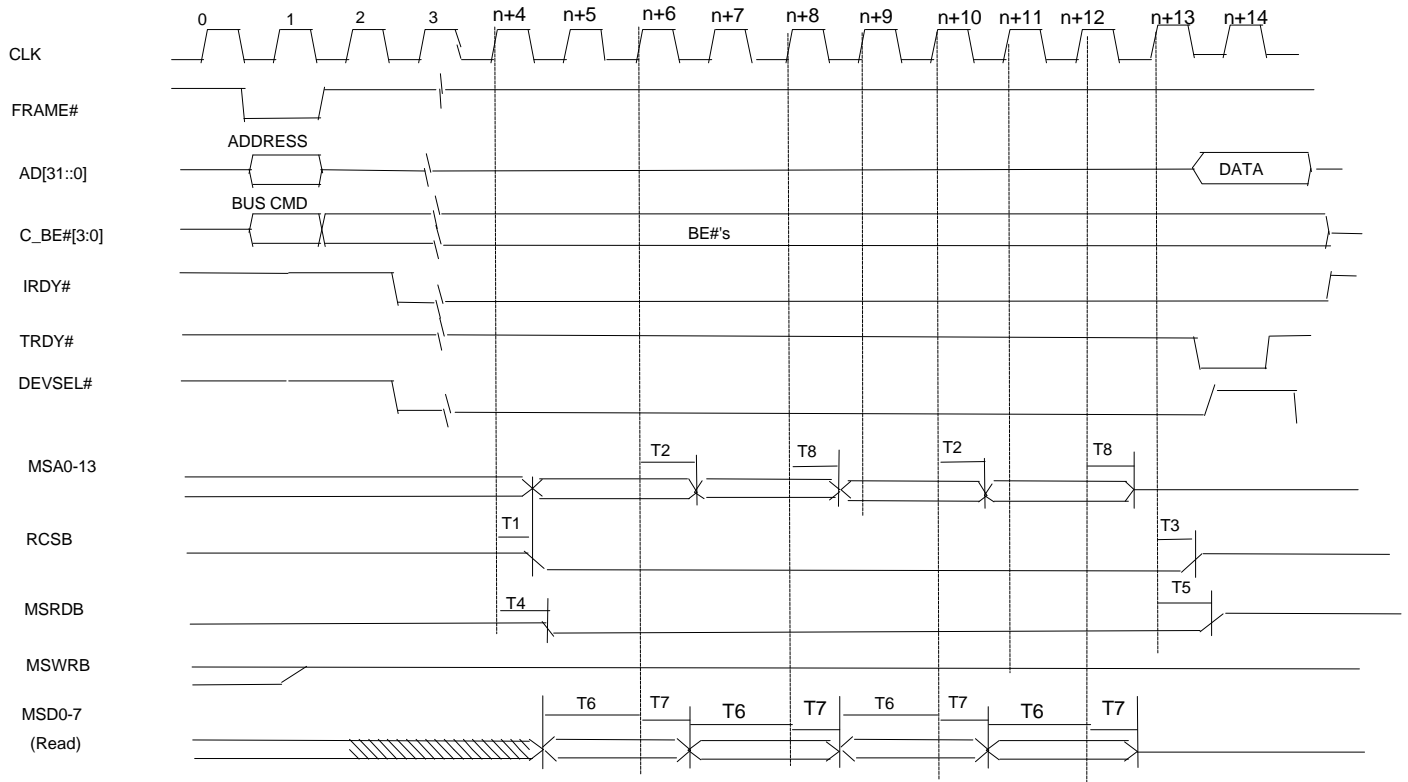 0 1 2 3 n+4 n+5 n+6 n+7 n+8 n+9 n+10 n+11 n+12 n+13 n+14
CLK
FRAME#
ADDRESS
AD[31::0]
DATA
BUS CMD
C_BE#[3:0]
BE#'s
IRDY#
TRDY#
DEVSEL#
T2 T8 T2 T8
MSA0-13
T1 T3
RCSB
T5
T4
MSRDB
MSWRB
T6 T7 T6 T7 T6 T7 T6 T7
MSD0-7
(Read)